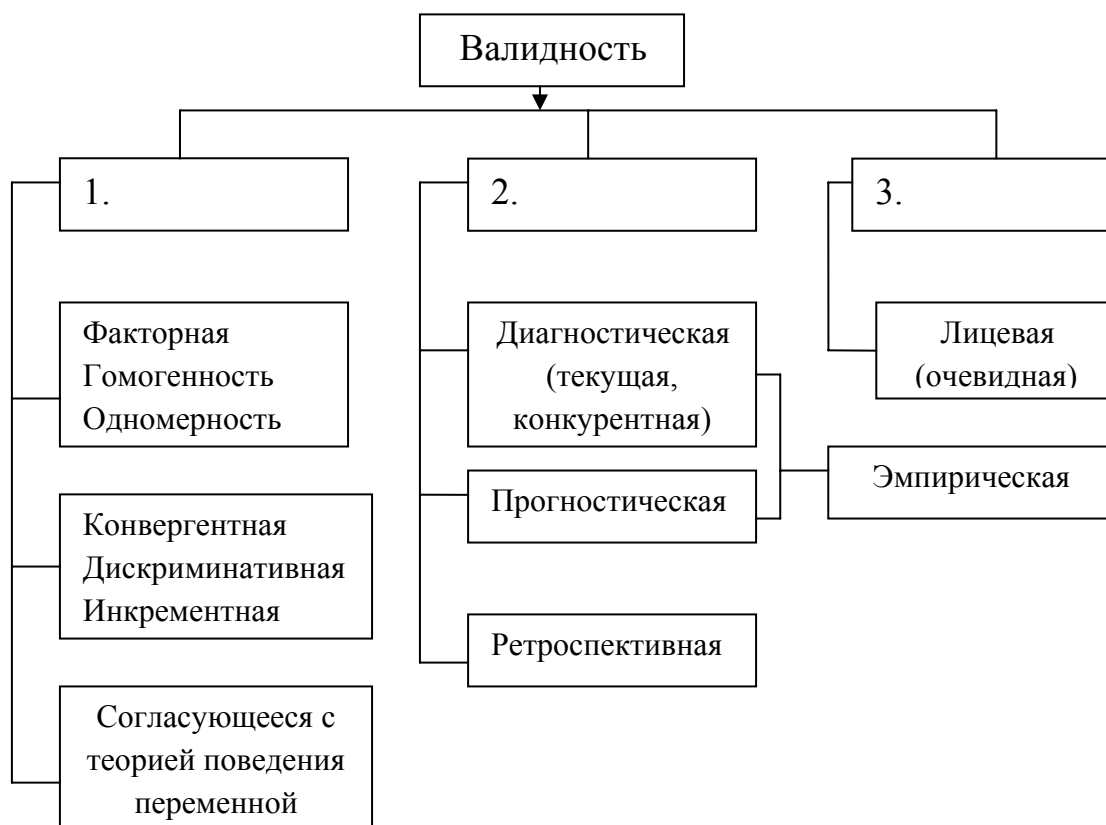 Валидность
1.
2.
3.
Факторная
Гомогенность
Одномерность
Диагностическая
(текущая,
конкурентная)
Лицевая
(очевидная)
Эмпирическая
Прогностическая
Конвергентная
Дискриминативная
Инкрементная
Ретроспективная
Согласующееся с
теорией поведения
переменной